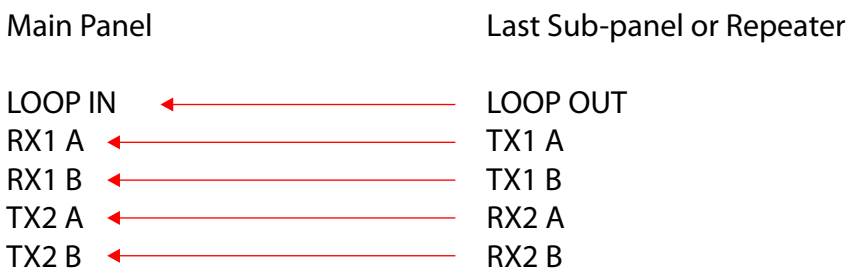 Main Panel Last Sub-panel or Repeater
LOOP IN LOOP OUT
RX1 A TX1 A
RX1 B TX1 B
TX2 A RX2 A
TX2 B RX2 B